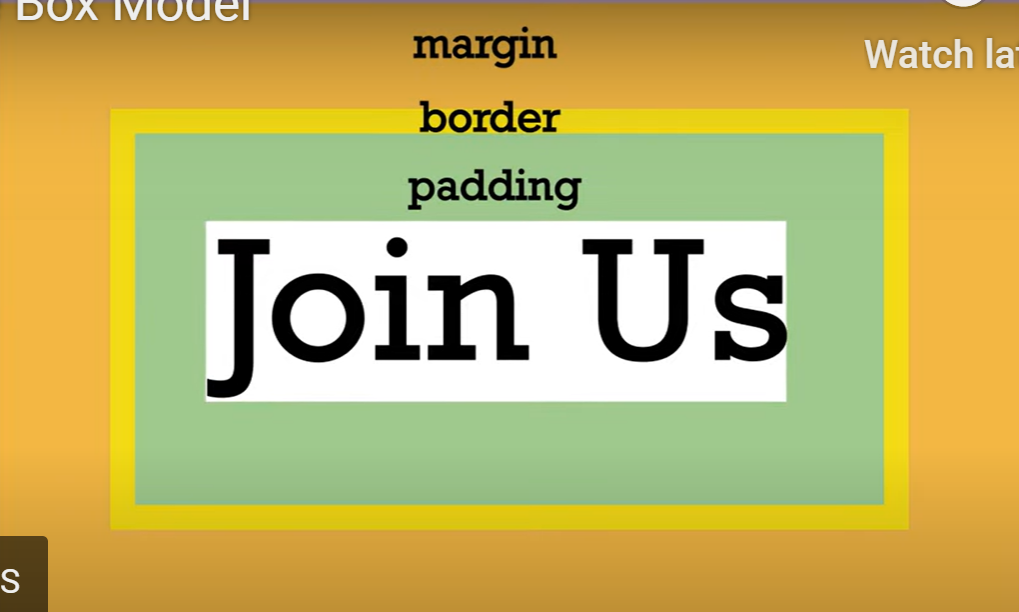 Box Model
margin
Watch la
border
padding
Join Us
S